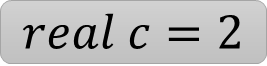 real c = 2